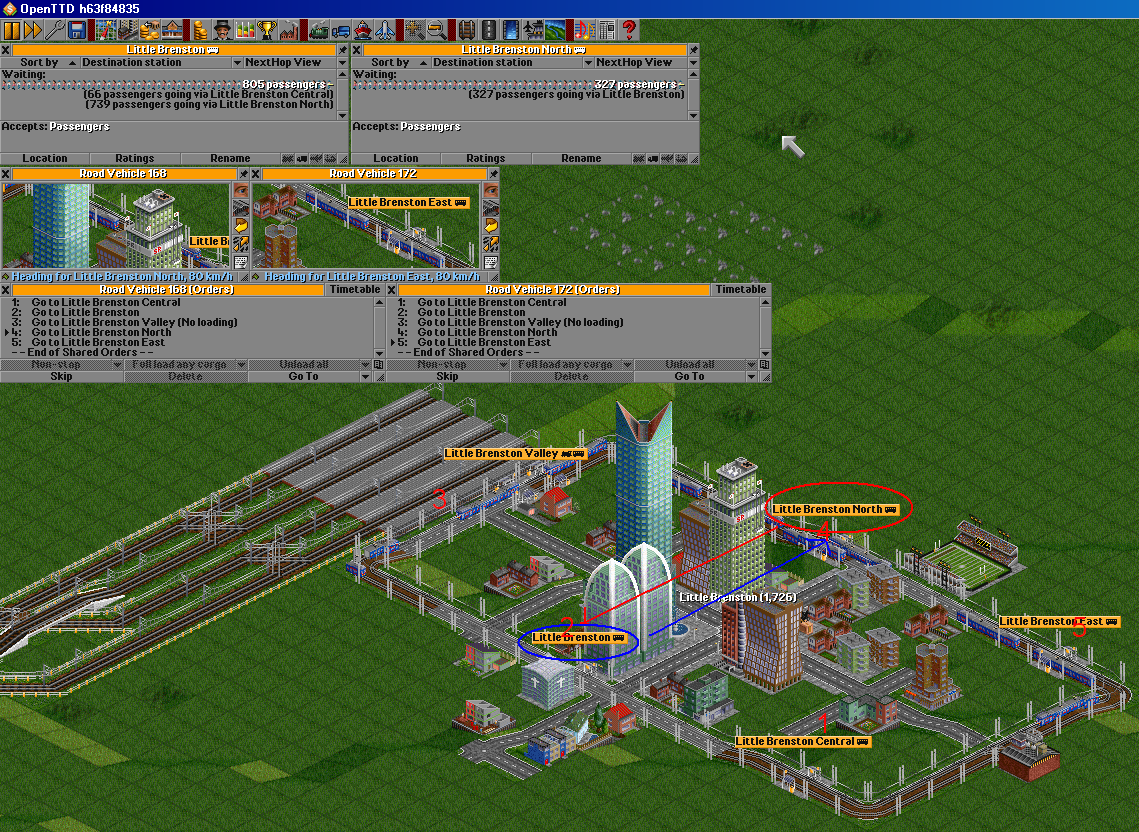 OpenTTD h63f84835
Little Brenston
Little Brenston North
Sort by
Destination station
NextHop View
Sort by
Destination station
NextHop View
Waiting:
805 passengers
(66 passengers going via Little Brenston Central)
(739 passengers going via Little Brenston North)
Waiting:
327 passengers
(327 passengers going via Little Brenston)
Accepts: Passengers
Accepts: Passengers
Location
Ratings
Rename
Location
Ratings
Rename
Road Vehicle 168
Road Vehicle 172
Little B
Little Brenston East
Heading for Little Brenston North, 80 km/h
Heading for Little Brenston East, 80 km/h
Road Vehicle 168 (Orders)
Timetable
Road Vehicle 172 (Orders)
Timetable
1: Go to Little Brenston Central
2: Go to Little Brenston
3: Go to Little Brenston Valley (No loading)
4: Go to Little Brenston North
5: Go to Little Brenston East
- - End of Shared Orders - -
1: Go to Little Brenston Central
2: Go to Little Brenston
3: Go to Little Brenston Valley (No loading)
4: Go to Little Brenston North
5: Go to Little Brenston East
- - End of Shared Orders - -
Non-stop
Full load any cargo
Unload all
Non-stop
Full load any cargo
Unload all
Skip
Delete
Go To
Skip
Delete
Go To
Little Brenston Valley
3
Little Brenston North
4
Little Brenston (1,726)
2
Little Brenston
Little Brenston East
5
1
Little Brenston Central